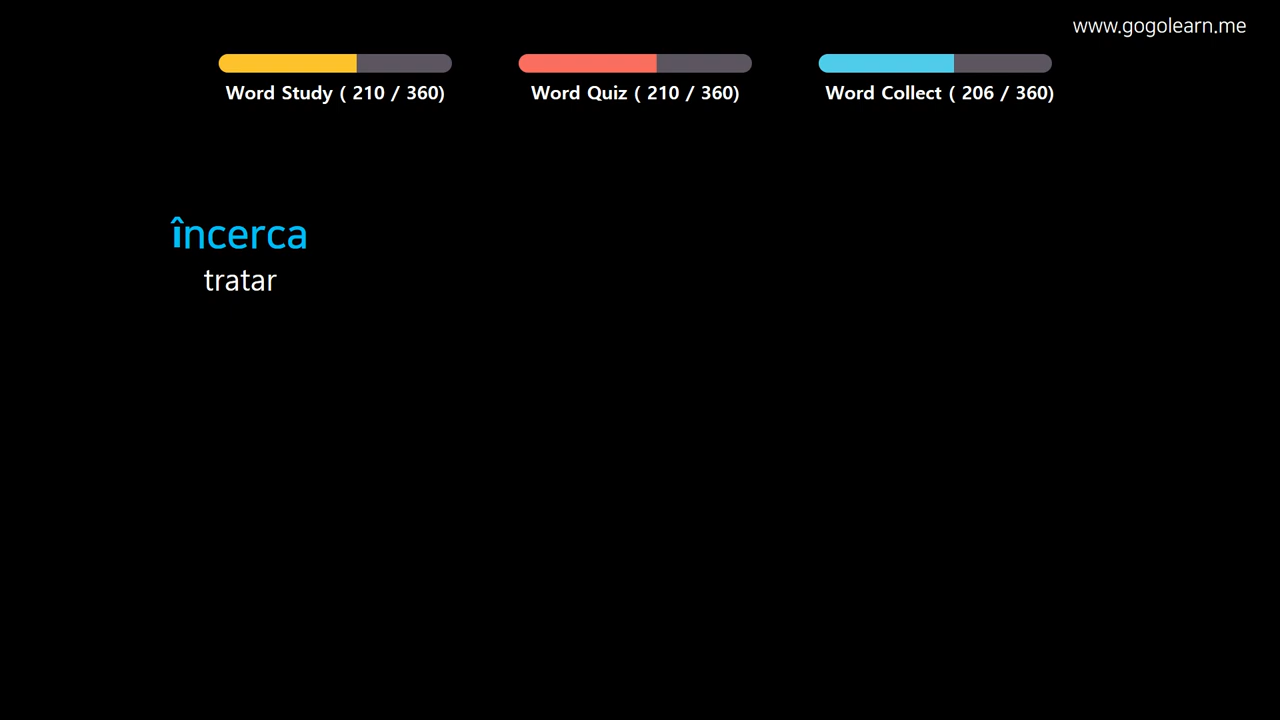 www.gogolearn.me
Word Study ( 210 / 360)
Word Quiz ( 210 / 360)
Word Collect ( 206 / 360)
încerca
tratar